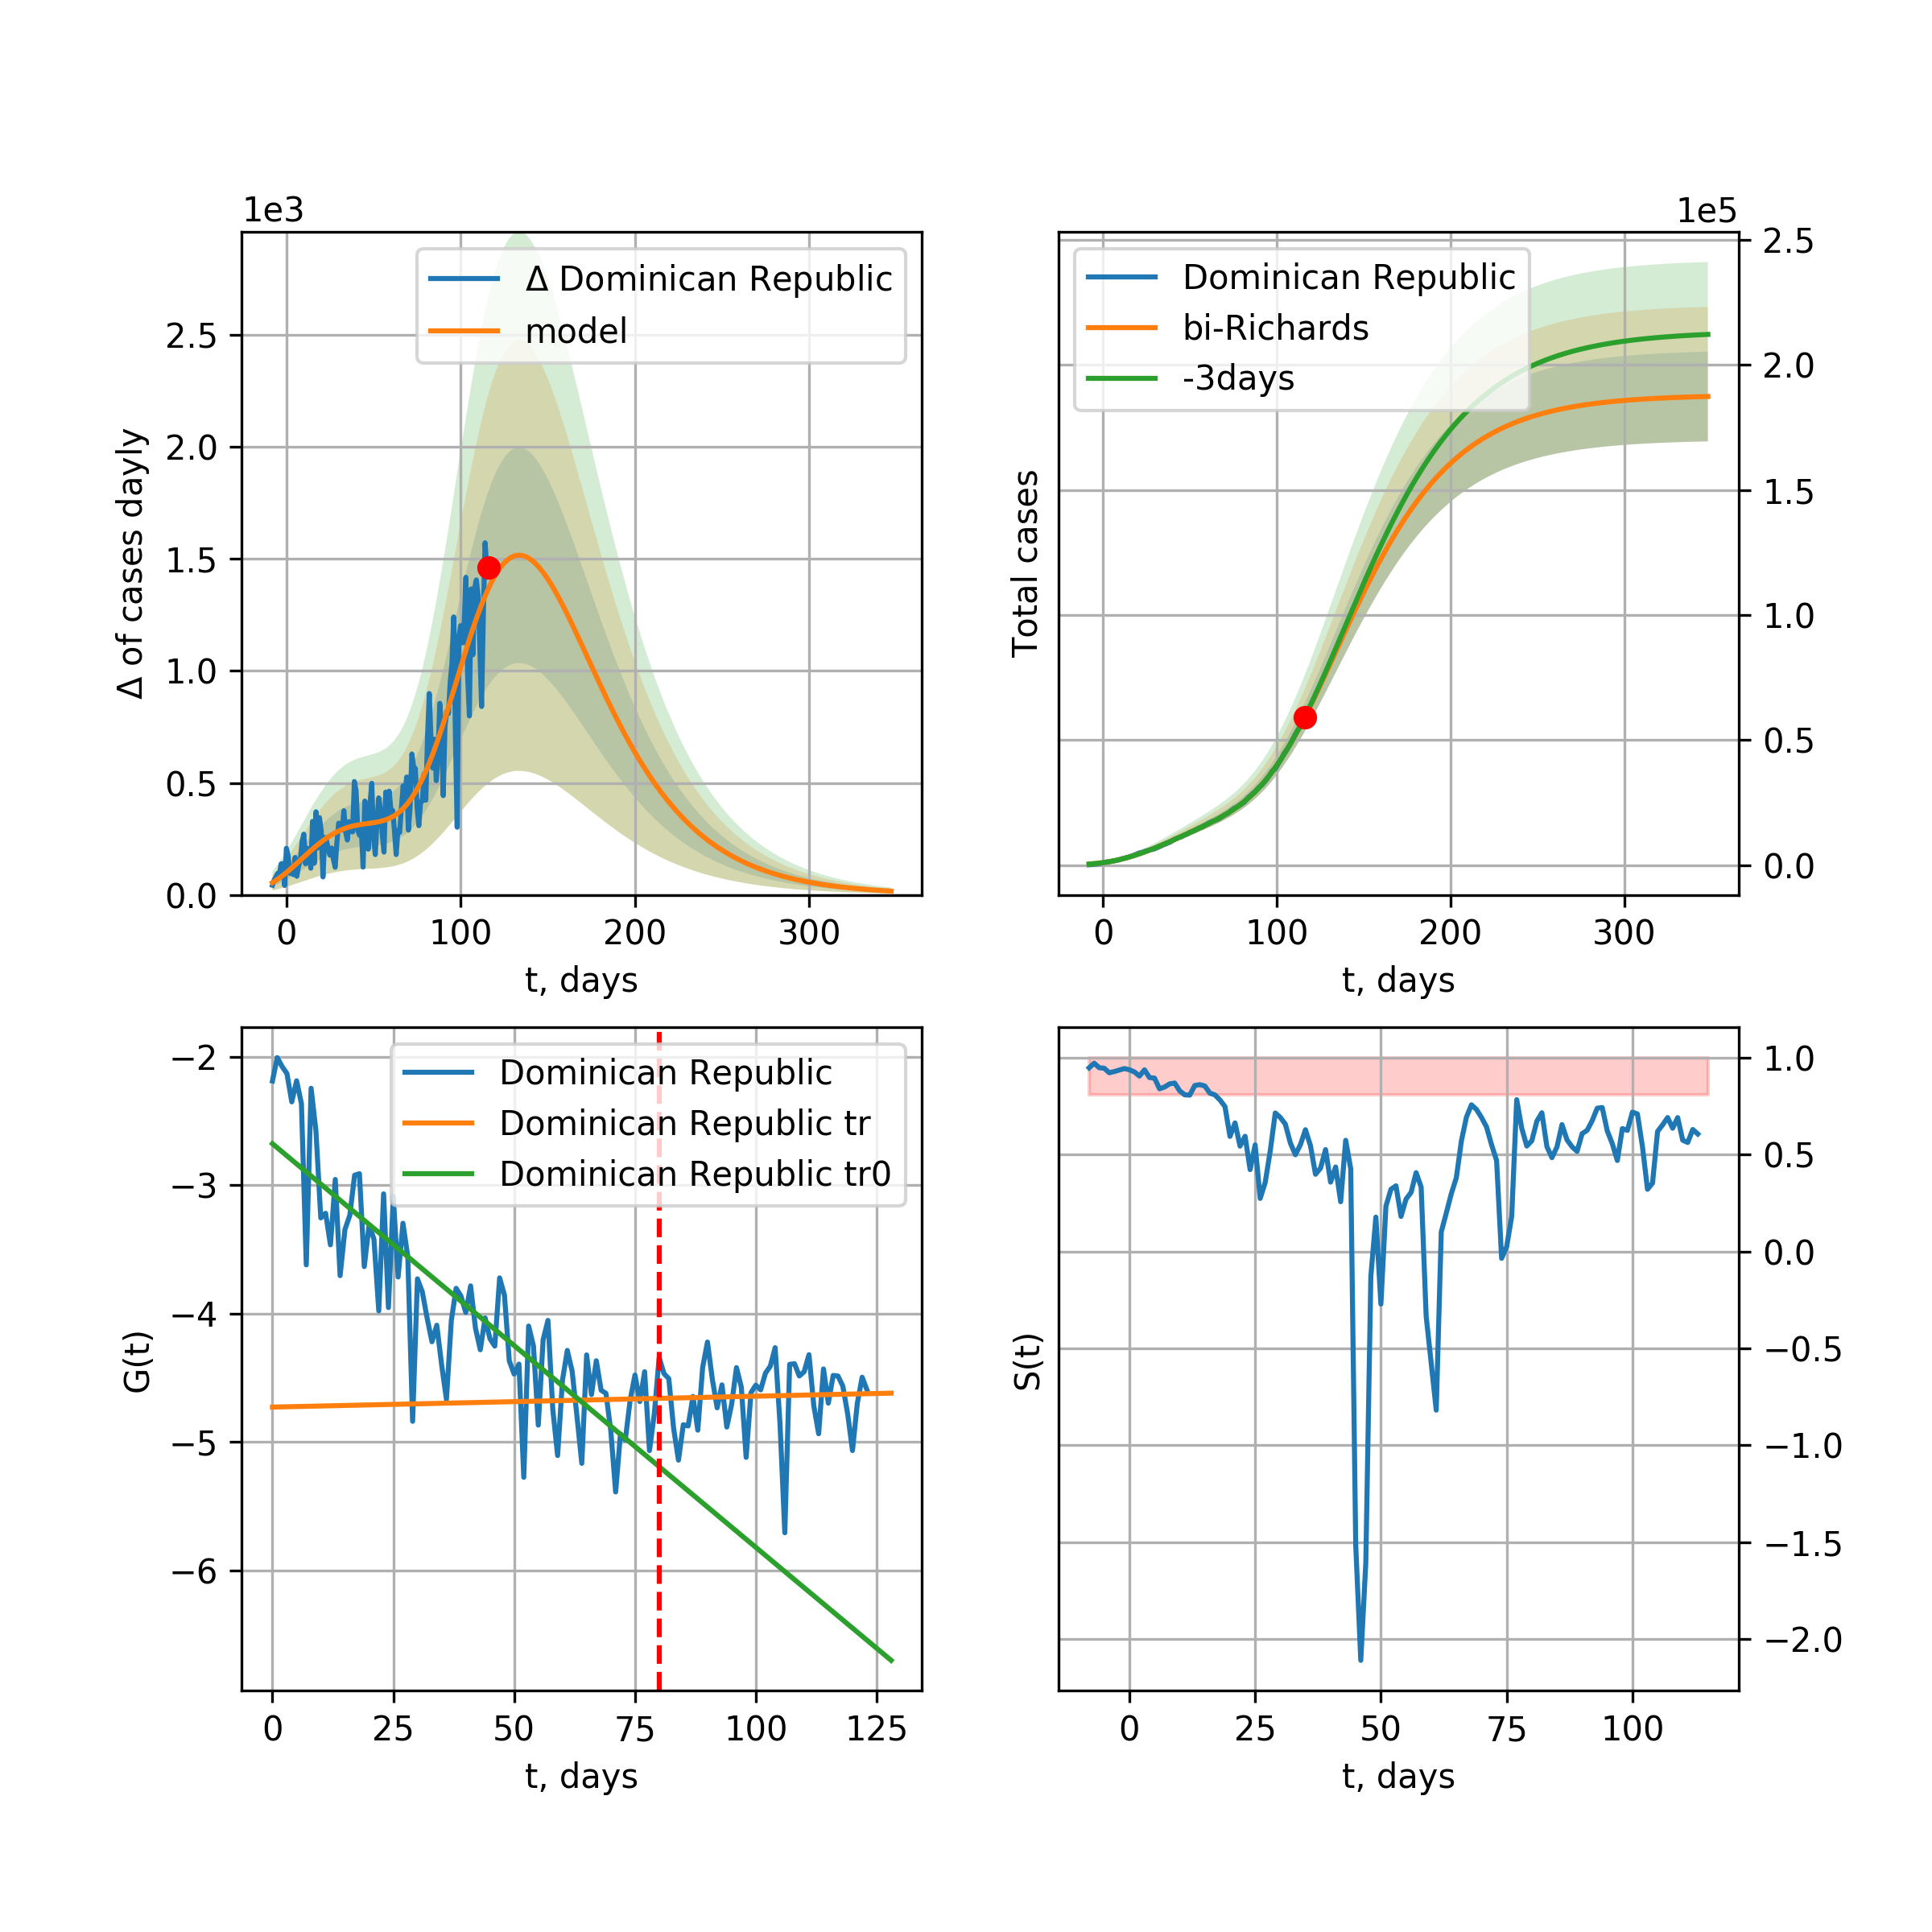 1e3
Δ Dominican Republic
model
2.5
2.0
1.5
1.0
0.5
0.0
Δ of cases dayly
0 100 200 300
t, days
1e5
Dominican Republic
bi-Richards
-3days
2.5
2.0
1.5
1.0
0.5
0.0
Total cases
0 100 200 300
t, days
Dominican Republic
Dominican Republic tr
Dominican Republic tr0
−2
−3
−4
−5
−6
G(t)
0 25 50 75 100 125
t, days
1.0
0.5
0.0
−0.5
−1.0
−1.5
−2.0
S(t)
0 25 50 75 100
t, days